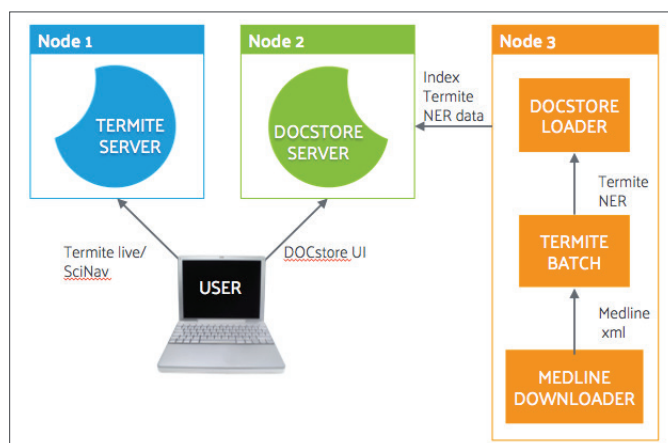 Node 1
TERMITE
SERVER
Node 2
DOCSTORE
SERVER
Index
Termite
NER data
Node 3
DOCSTORE
LOADER
Termite
NER
TERMITE
BATCH
Medline
xml
MEDLINE
DOWNLOADER
Termite live/
SciNav
DOCstore UI
USER